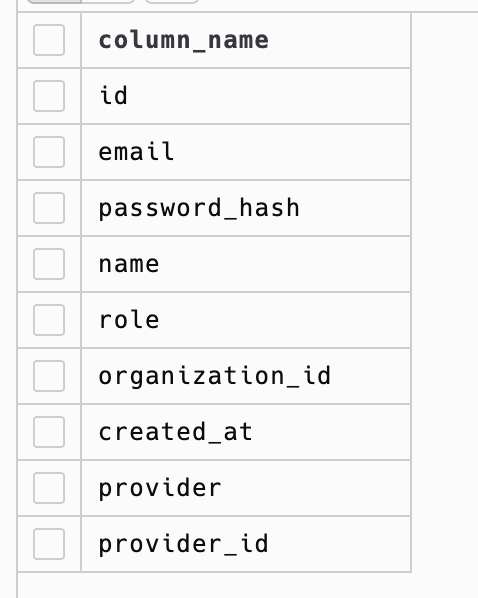 column_name
id
email
password_hash
name
role
organization_id
created_at
provider
provider_id